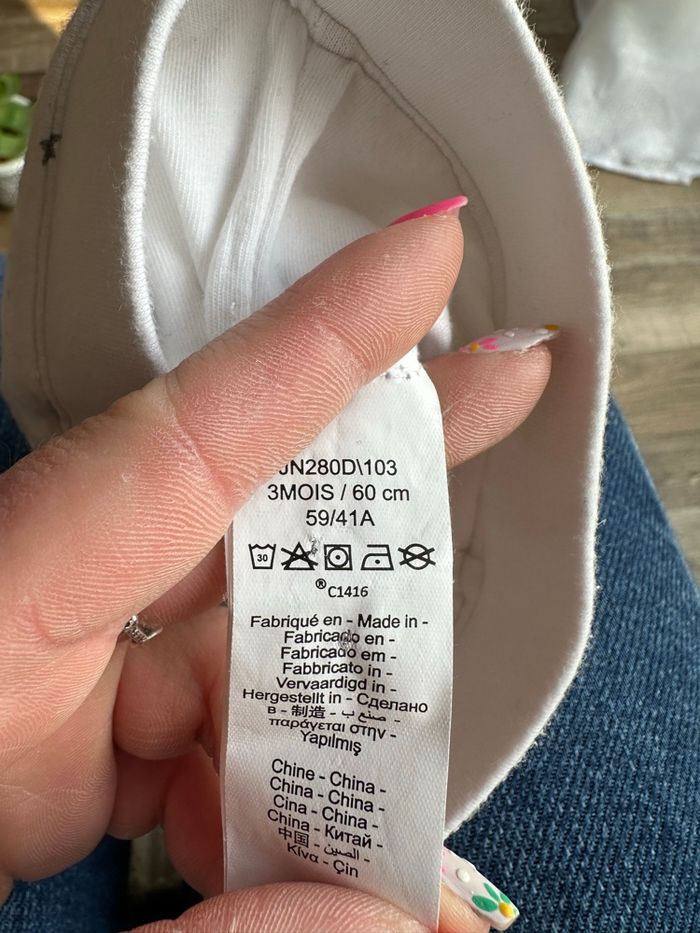 JN280D\103
3MOIS / 60 cm
59/41A
30
®C1416
Fabriqué en - Made in -
Fabricado en -
Fabricado em -
Fabbricato in -
Vervaardigd in -
Hergestellt in - Сделано
в - 制造 - صنع ب -
παράγεται στην -
Yapılmış
Chine - China -
China - China -
Cina - China -
China - Китай -
中国 - الصين -
Κίνα - Çin